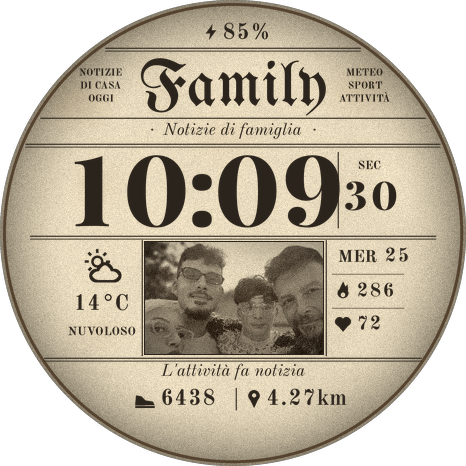 85%
NOTIZIE
DI CASA
OGGI
Family
METEO
SPORT
ATTIVITÀ
· Notizie di famiglia ·
10:09
SEC
30
14°C
NUVOLOSO
MER 25
286
72
L'attività fa notizia
6438 | 4.27km